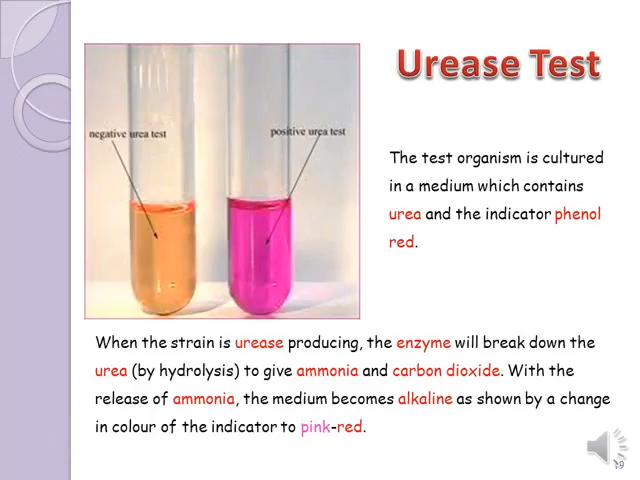 Urease Test
negative urea test
positive urea test
The test organism is cultured
in a medium which contains
urea and the indicator phenol
red.
When the strain is urease producing, the enzyme will break down the
urea (by hydrolysis) to give ammonia and carbon dioxide. With the
release of ammonia, the medium becomes alkaline as shown by a change
in colour of the indicator to pink-red.